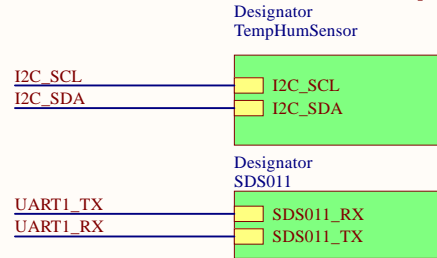 Designator
TempHumSensor
I2C_SCL
I2C_SCL
I2C_SDA
I2C_SDA
Designator
SDS011
UART1_TX
SDS011_RX
UART1_RX
SDS011_TX